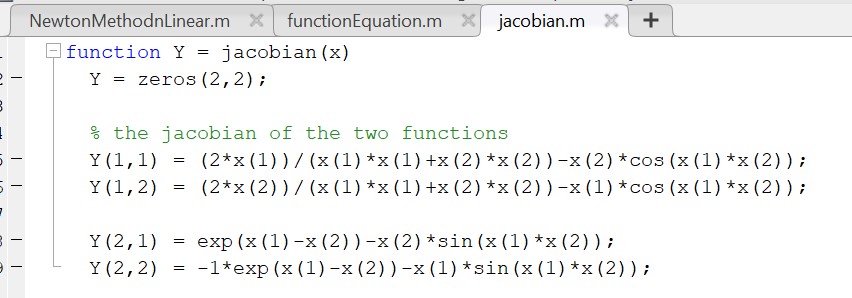 NewtonMethodnLinear.m × functionEquation.m × jacobian.m × +
function Y = jacobian(x)
Y = zeros(2,2);
% the jacobian of the two functions
Y(1,1) = (2*x(1))/(x(1)*x(1)+x(2)*x(2))-x(2)*cos(x(1)*x(2));
Y(1,2) = (2*x(2))/(x(1)*x(1)+x(2)*x(2))-x(1)*cos(x(1)*x(2));
Y(2,1) = exp(x(1)-x(2))-x(2)*sin(x(1)*x(2));
Y(2,2) = -1*exp(x(1)-x(2))-x(1)*sin(x(1)*x(2));